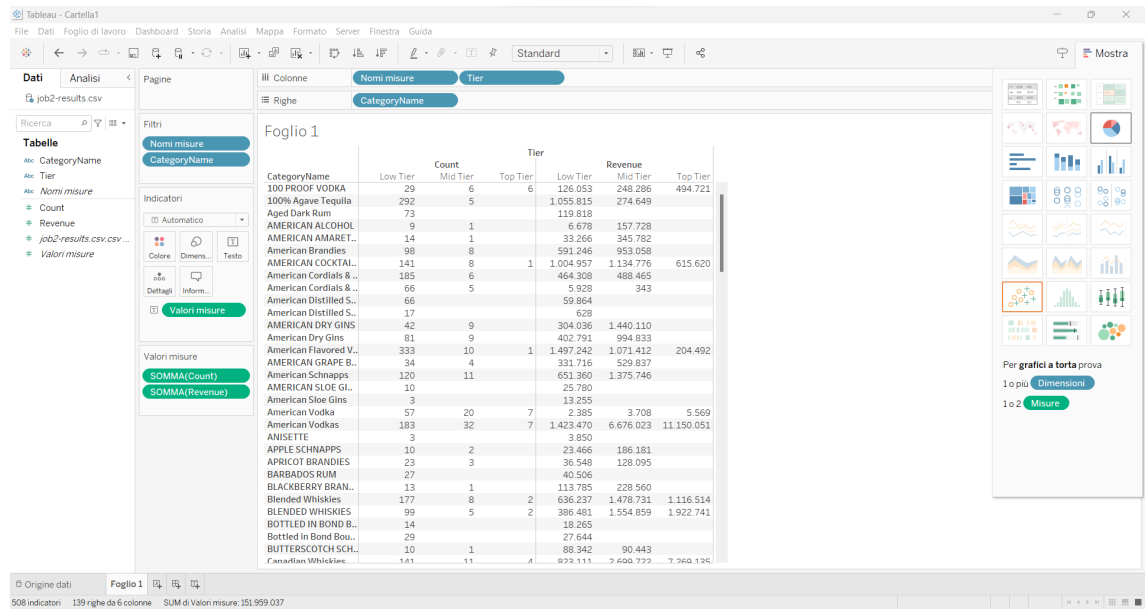 Tableau - Cartella1
File Dati Foglio di lavoro Dashboard Storia Analisi Mappa Formato Server Finestra Guida
Standard
Mostra
Dati Analisi
job2-results.csv
Ricerca
Tabelle
Abc CategoryName
Abc Tier
Abc Nomi misure
# Count
# Revenue
# job2-results.csv.csv ...
# Valori misure
Pagine
Filtri
Nomi misure
CategoryName
Indicatori
Automatico
Colore Dimens... Testo
Dettagli Inform...
Valori misure
Valori misure
SOMMA(Count)
SOMMA(Revenue)
Colonne Nomi misure Tier
Righe CategoryName
Foglio 1
Tier
Count Revenue
CategoryName Low Tier Mid Tier Top Tier Low Tier Mid Tier Top Tier
100 PROOF VODKA 29 6 6 126.053 248.286 494.721
100% Agave Tequila 292 5 1.055.815 274.649
Aged Dark Rum 73 119.818
AMERICAN ALCOHOL 9 1 6.678 157.728
AMERICAN AMARET.. 14 1 33.266 345.782
American Brandies 98 8 591.246 953.058
AMERICAN COCKTAI.. 141 8 1 1.004.957 1.134.776 615.620
American Cordials & .. 185 6 464.308 488.465
American Cordials & .. 66 5 5.928 343
American Distilled S.. 66 59.864
American Distilled S.. 17 628
AMERICAN DRY GINS 42 9 304.036 1.440.110
American Dry Gins 81 9 402.791 994.833
American Flavored V.. 333 10 1 1.497.242 1.071.412 204.492
AMERICAN GRAPE B.. 34 4 331.716 529.837
American Schnapps 120 11 651.360 1.375.746
AMERICAN SLOE GI.. 10 25.780
American Sloe Gins 3 13.255
American Vodka 57 20 7 2.385 3.708 5.569
American Vodkas 183 32 7 1.423.470 6.676.023 11.150.051
ANISETTE 3 3.850
APPLE SCHNAPPS 10 2 23.466 186.181
APRICOT BRANDIES 23 3 36.548 128.095
BARBADOS RUM 27 40.506
BLACKBERRY BRAN.. 13 1 113.785 228.560
Blended Whiskies 177 8 2 636.237 1.478.731 1.116.514
BLENDED WHISKIES 99 5 2 386.481 1.554.859 1.922.741
BOTTLED IN BOND B.. 14 18.265
Bottled in Bond Bou.. 29 27.644
BUTTERSCOTCH SCH.. 10 1 88.342 90.443
Canadian Whiskies 141 11 4 823.111 2.699.722 7.269.135
Per grafici a torta prova
1 o più Dimensioni
1 o 2 Misure
Origine dati Foglio 1
508 indicatori 139 righe da 6 colonne SUM di Valori misure: 151.959.037